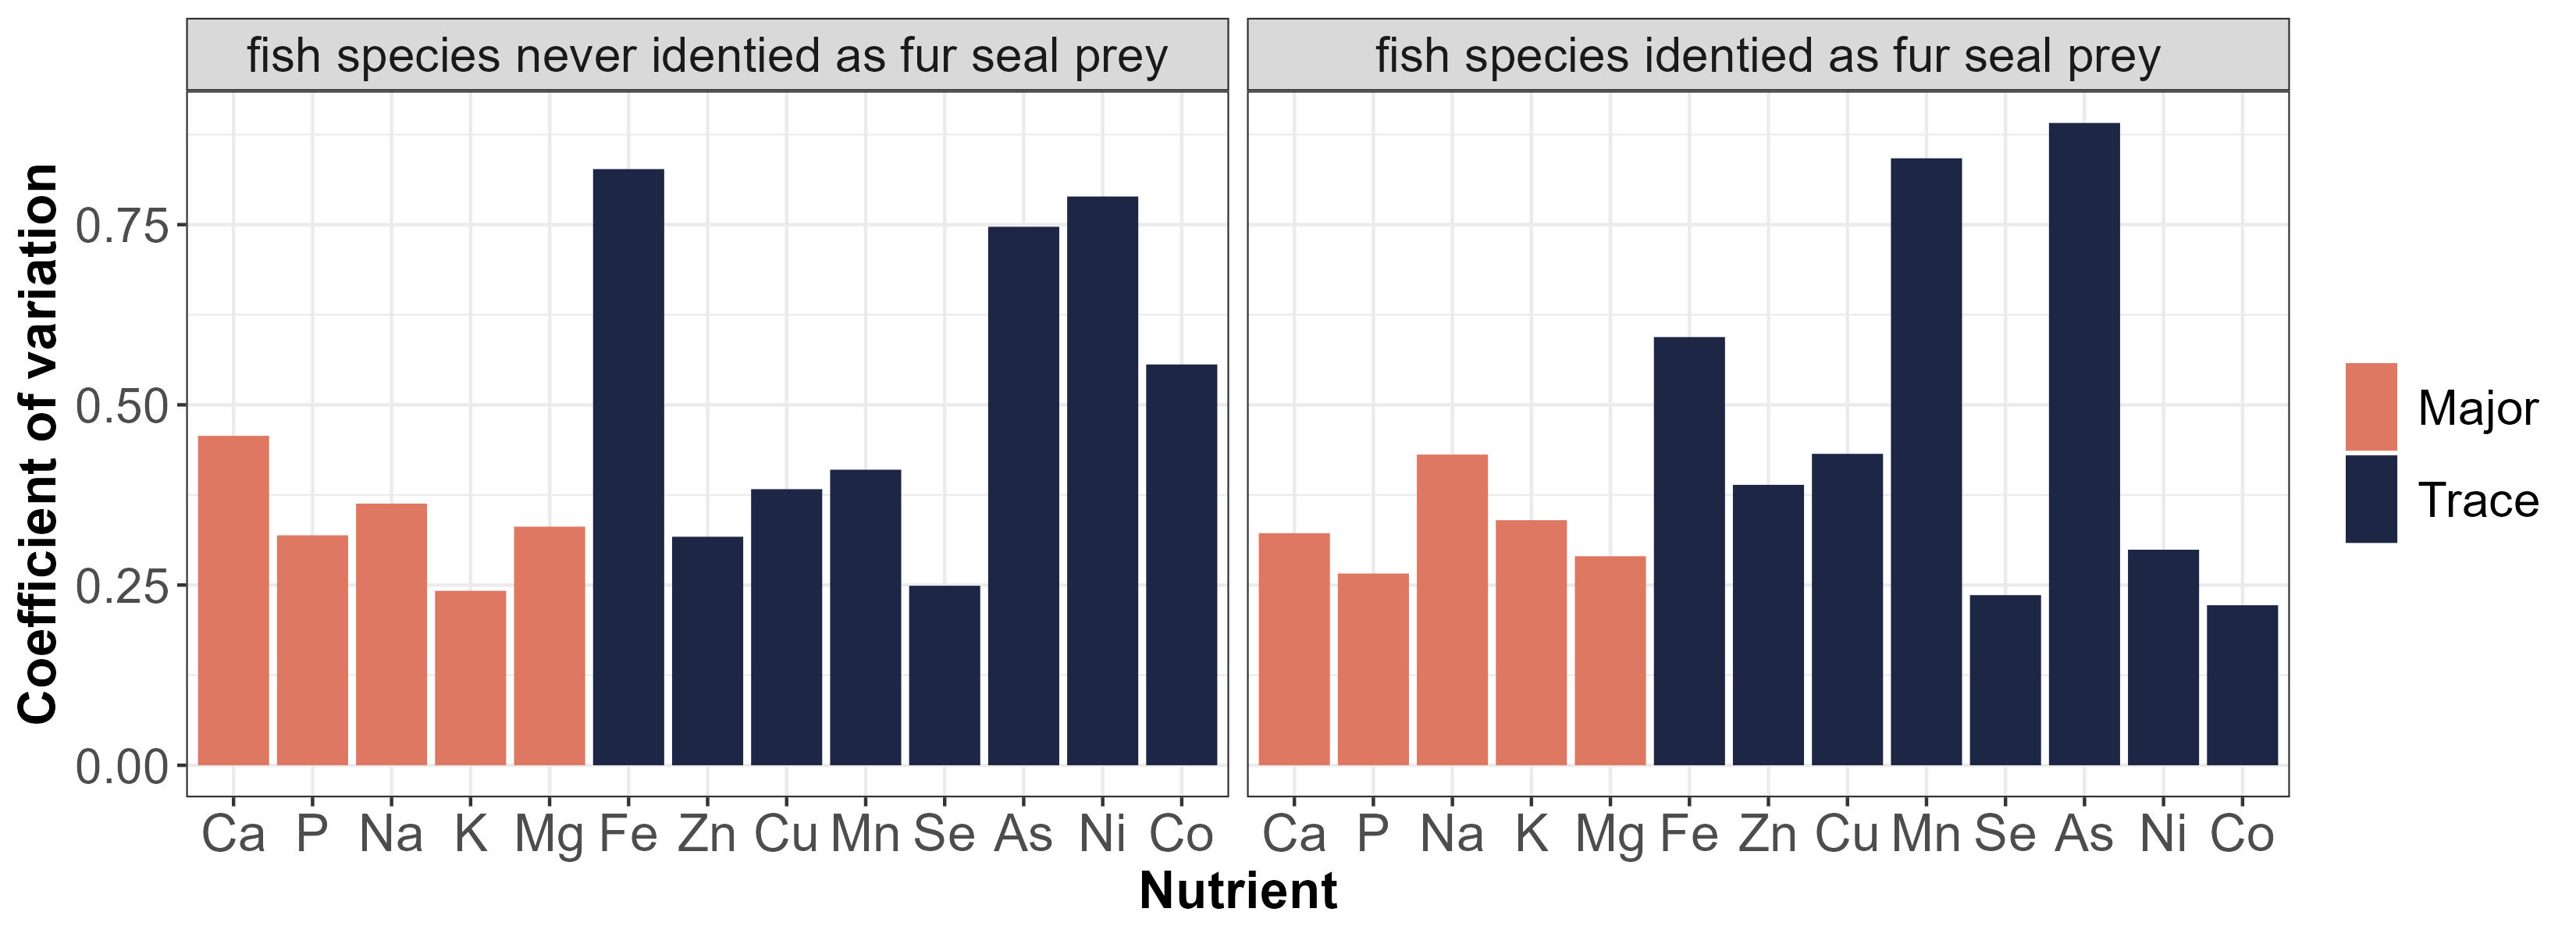 fish species never identied as fur seal prey
fish species identied as fur seal prey
Coefficient of variation
0.75
0.50
0.25
0.00
Ca P Na K Mg Fe Zn Cu Mn Se As Ni Co
Ca P Na K Mg Fe Zn Cu Mn Se As Ni Co
Nutrient
Major
Trace